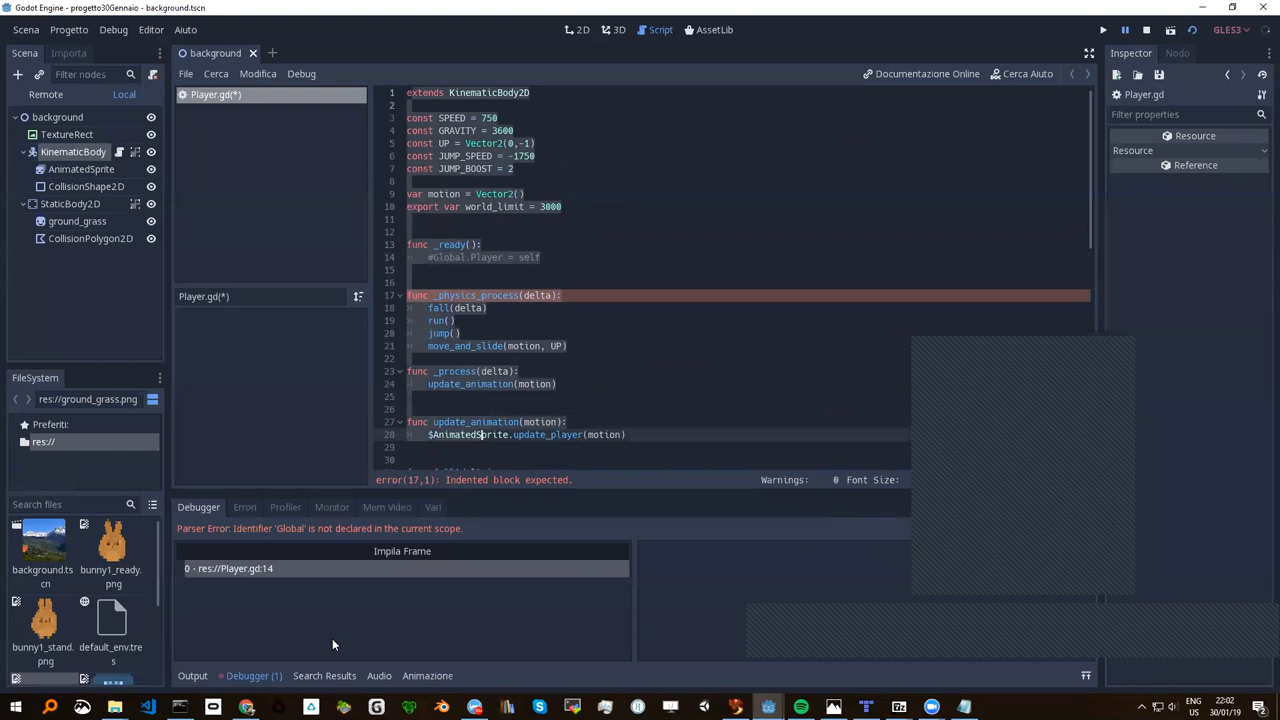 Godot Engine - progetto30Gennaio - background.tscn
Scena Progetto Debug Editor Aiuto
2D 3D Script AssetLib
GLES3
Scena Importa
background
Inspector Nodo
Filter nodes
File Cerca Modifica Debug
Documentazione Online Cerca Aiuto
Remote Local
Player.gd(*)
Player.gd
Filter properties
background
TextureRect
KinematicBody
AnimatedSprite
CollisionShape2D
StaticBody2D
ground_grass
CollisionPolygon2D
Resource
Resource
Reference
1 extends KinematicBody2D
2
3 const SPEED = 750
4 const GRAVITY = 3600
5 const UP = Vector2(0,-1)
6 const JUMP_SPEED = -1750
7 const JUMP_BOOST = 2
8
9 var motion = Vector2()
10 export var world_limit = 3000
11
12
13 func _ready():
14 #Global.Player = self
15
16
17 func _physics_process(delta):
18 fall(delta)
19 run()
20 jump()
21 move_and_slide(motion, UP)
22
23 func _process(delta):
24 update_animation(motion)
25
26
27 func update_animation(motion):
28 $AnimatedSprite.update_player(motion)
29
30
Player.gd(*)
error(17,1): Indented block expected.
Warnings: 0 Font Size:
FileSystem
res://ground_grass.png
Preferiti:
res://
Search files
background.ts
cn
bunny1_ready.
png
bunny1_stand.
png
default_env.tre
s
Debugger Errori Profiler Monitor Mem Video Vari
Parser Error: Identifier 'Global' is not declared in the current scope.
Impila Frame
0 - res://Player.gd:14
Output Debugger (1) Search Results Audio Animazione
ENG
US
22:02
30/01/19